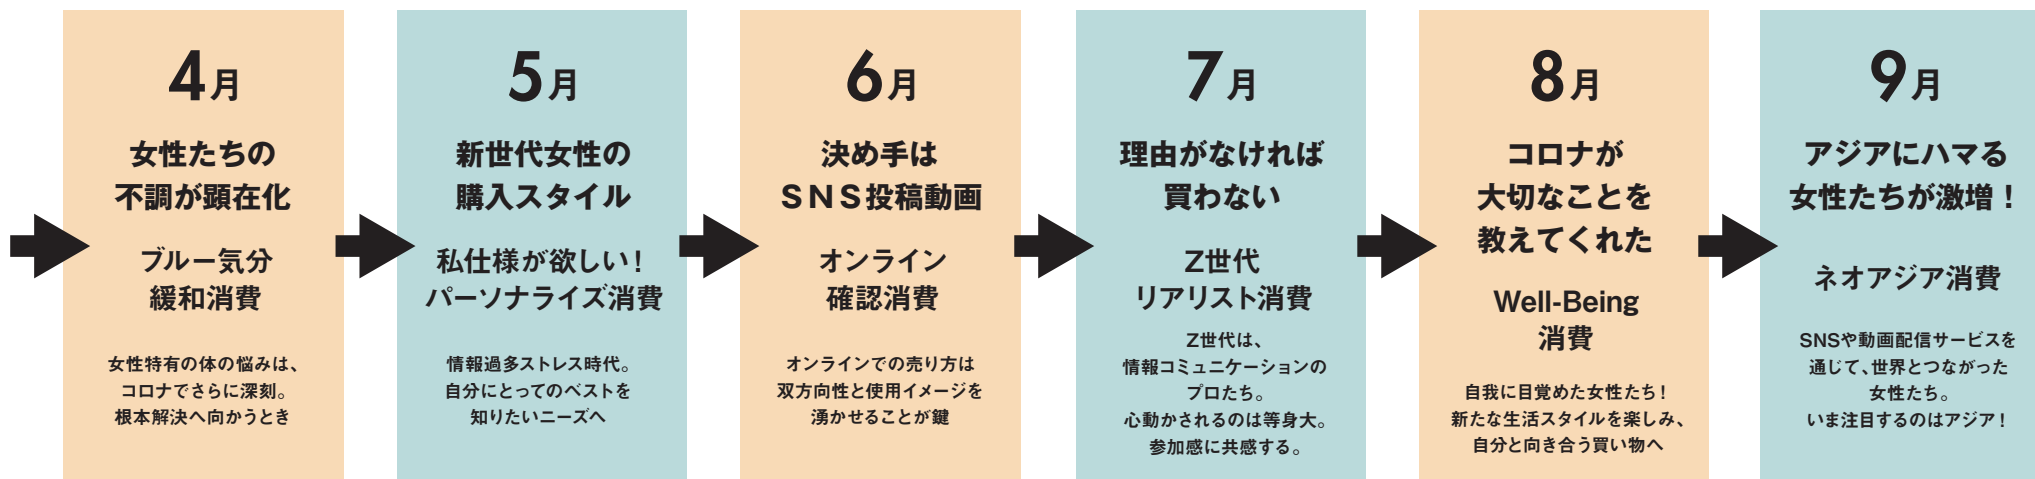 4月
女性たちの
不調が顕在化
ブルー気分
緩和消費
女性特有の体の悩みは、
コロナでさらに深刻。
根本解決へ向かうとき
5月
新世代女性の
購入スタイル
私仕様が欲しい！
パーソナライズ消費
情報過多ストレス時代。
自分にとってのベストを
知りたいニーズへ
6月
決め手は
SNS投稿動画
オンライン
確認消費
オンラインでの売り方は
双方向性と使用イメージを
湧かせることが鍵
7月
理由がなければ
買わない
Z世代
リアリスト消費
Z世代は、
情報コミュニケーションの
プロたち。
心動かされるのは等身大。
参加感に共感する。
8月
コロナが
大切なことを
教えてくれた
Well-Being
消費
自我に目覚めた女性たち！
新たな生活スタイルを楽しみ、
自分と向き合う買い物へ
9月
アジアにハマる
女性たちが激増！
ネオアジア消費
SNSや動画配信サービスを
通じて、世界とつながった
女性たち。
いま注目するのはアジア！